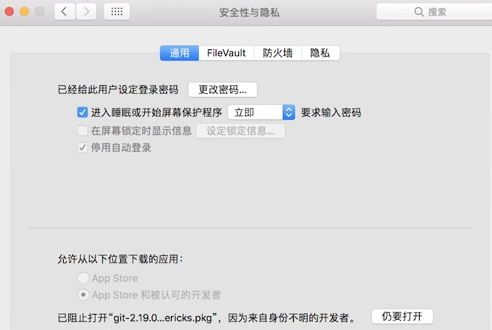 安全性与隐私
搜索
通用 FileVault 防火墙 隐私
已经给此用户设定登录密码 更改密码...
进入睡眠或开始屏幕保护程序 立即 要求输入密码
在屏幕锁定时显示信息 设定锁定信息...
停用自动登录
允许从以下位置下载的应用：
App Store
App Store 和被认可的开发者
已阻止打开“git-2.19.0...ericks.pkg”，因为来自身份不明的开发者。 仍要打开